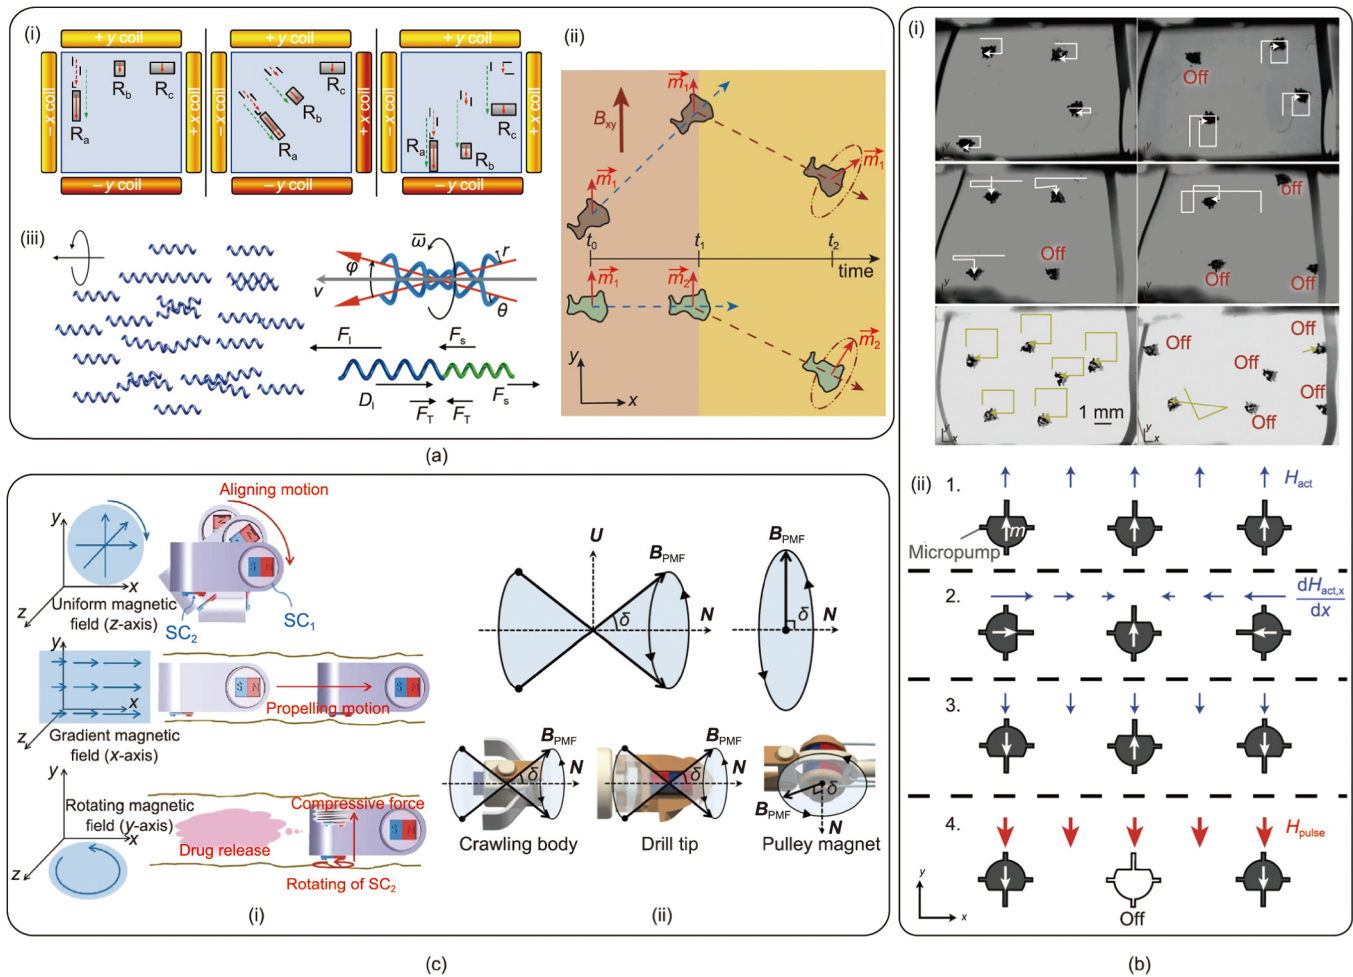 (i)
+ y coil
+ y coil
+ y coil
− x coil
+ x coil
− x coil
+ x coil
− x coil
+ x coil
Ra
Rb
Rc
Ra
Rb
Rc
Ra
Rb
Rc
− y coil
− y coil
− y coil
(ii)
Bxy
m1
m1
m1
t0
t1
t2
time
m1
m2
m2
y
x
(iii)
ω
r
φ
v
θ
Fl
Fs
Dl
FT
FT
Fs
(a)
(i)
Off
Off
off
Off
Off
Off
Off
Off
Off
Off
Off
1 mm
y
y
y
y
y
x
y
x
(ii)
1.
Hact
m
Micropump
2.
dHact,x
dx
3.
4.
Hpulse
y
x
Off
(b)
y
x
z
Aligning motion
S N
Uniform magnetic
field (z-axis)
SC2
SC1
y
x
z
S N
S N
Propelling motion
Gradient magnetic
field (x-axis)
y
Rotating magnetic
field (y-axis)
x
z
Compressive force
S N
Drug release
Rotating of SC2
(i)
U
BPMF
δ
N
BPMF
δ
N
BPMF
N
δ
Crawling body
BPMF
N
δ
Drill tip
BPMF
δ
N
Pulley magnet
(ii)
(c)